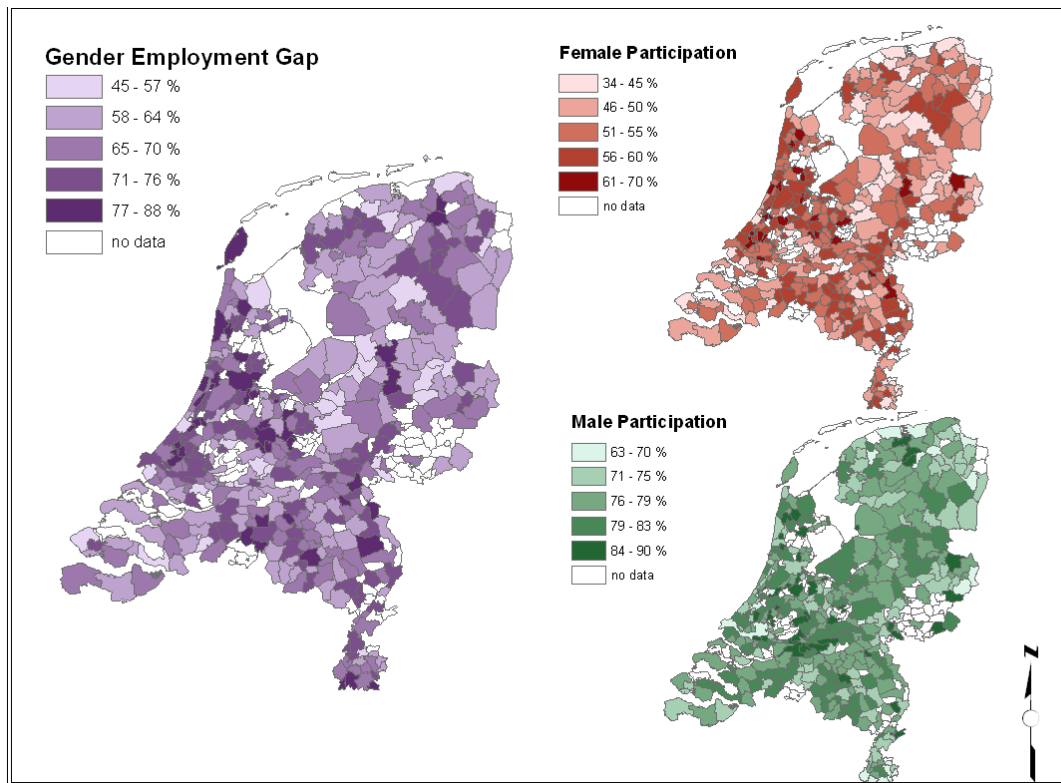 Gender Employment Gap
45 - 57 %
58 - 64 %
65 - 70 %
71 - 76 %
77 - 88 %
no data
Female Participation
34 - 45 %
46 - 50 %
51 - 55 %
56 - 60 %
61 - 70 %
no data
Male Participation
63 - 70 %
71 - 75 %
76 - 79 %
79 - 83 %
84 - 90 %
no data
N